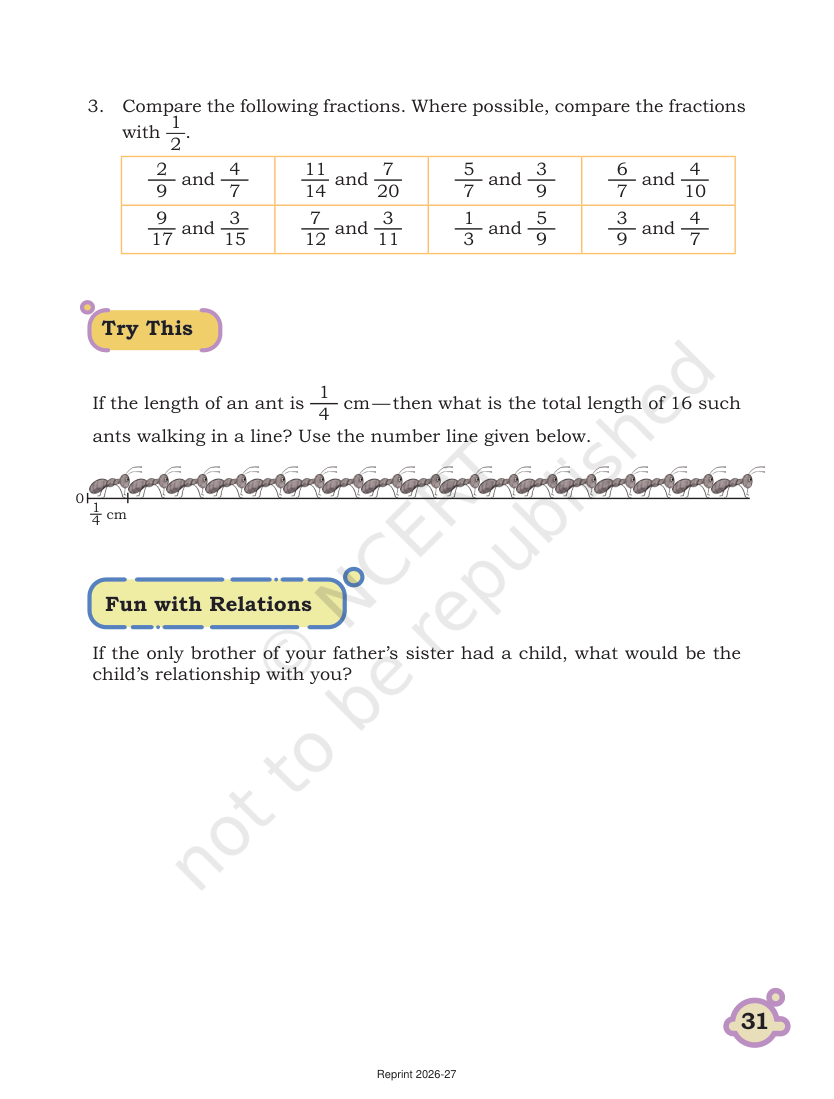 3. Compare the following fractions. Where possible, compare the fractions
with 1/2.
2/9 and 4/7 11/14 and 7/20 5/7 and 3/9 6/7 and 4/10
9/17 and 3/15 7/12 and 3/11 1/3 and 5/9 3/9 and 4/7
Try This
If the length of an ant is 1/4 cm—then what is the total length of 16 such
ants walking in a line? Use the number line given below.
0
1/4 cm
Fun with Relations
If the only brother of your father’s sister had a child, what would be the
child’s relationship with you?
© NCERT
not to be republished
31
Reprint 2026-27